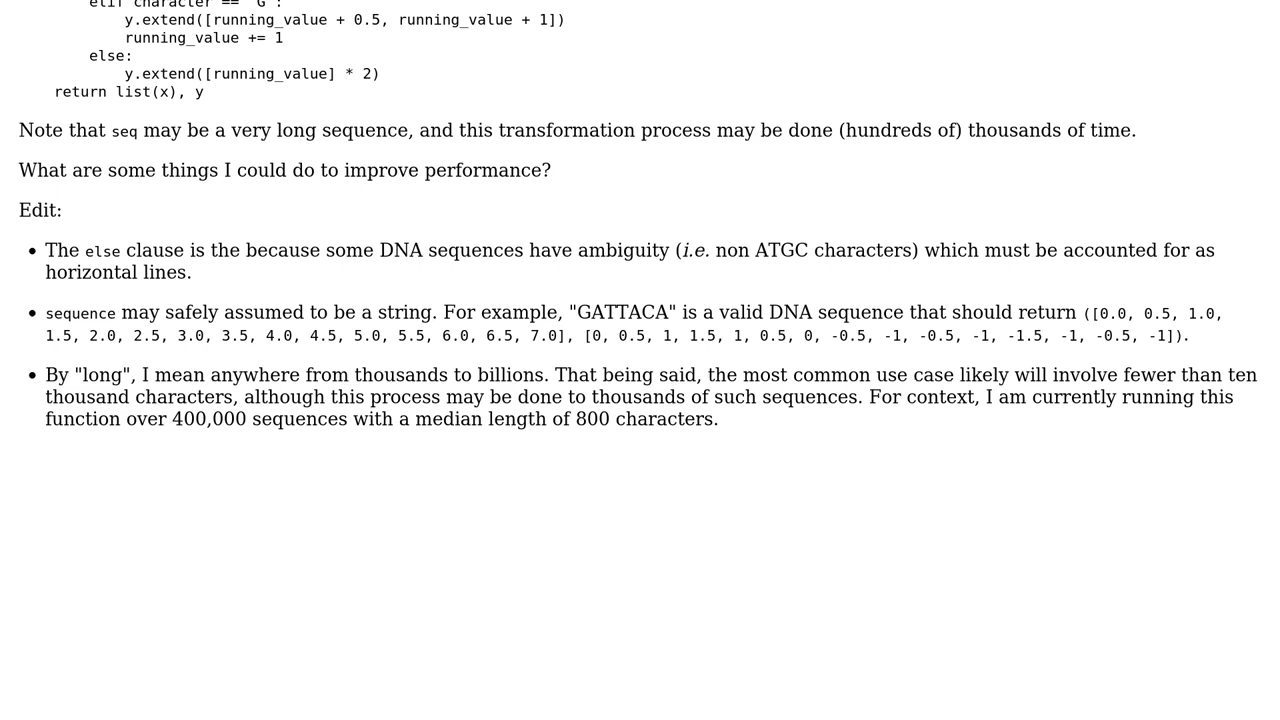 elif character == "G":
y.extend([running_value + 0.5, running_value + 1])
running_value += 1
else:
y.extend([running_value] * 2)
return list(x), y
Note that seq may be a very long sequence, and this transformation process may be done (hundreds of) thousands of time.
What are some things I could do to improve performance?
Edit:
• The else clause is the because some DNA sequences have ambiguity (i.e. non ATGC characters) which must be accounted for as
horizontal lines.
• sequence may safely assumed to be a string. For example, "GATTACA" is a valid DNA sequence that should return ([0.0, 0.5, 1.0,
1.5, 2.0, 2.5, 3.0, 3.5, 4.0, 4.5, 5.0, 5.5, 6.0, 6.5, 7.0], [0, 0.5, 1, 1.5, 1, 0.5, 0, -0.5, -1, -0.5, -1, -1.5, -1, -0.5, -1]).
• By "long", I mean anywhere from thousands to billions. That being said, the most common use case likely will involve fewer than ten
thousand characters, although this process may be done to thousands of such sequences. For context, I am currently running this
function over 400,000 sequences with a median length of 800 characters.